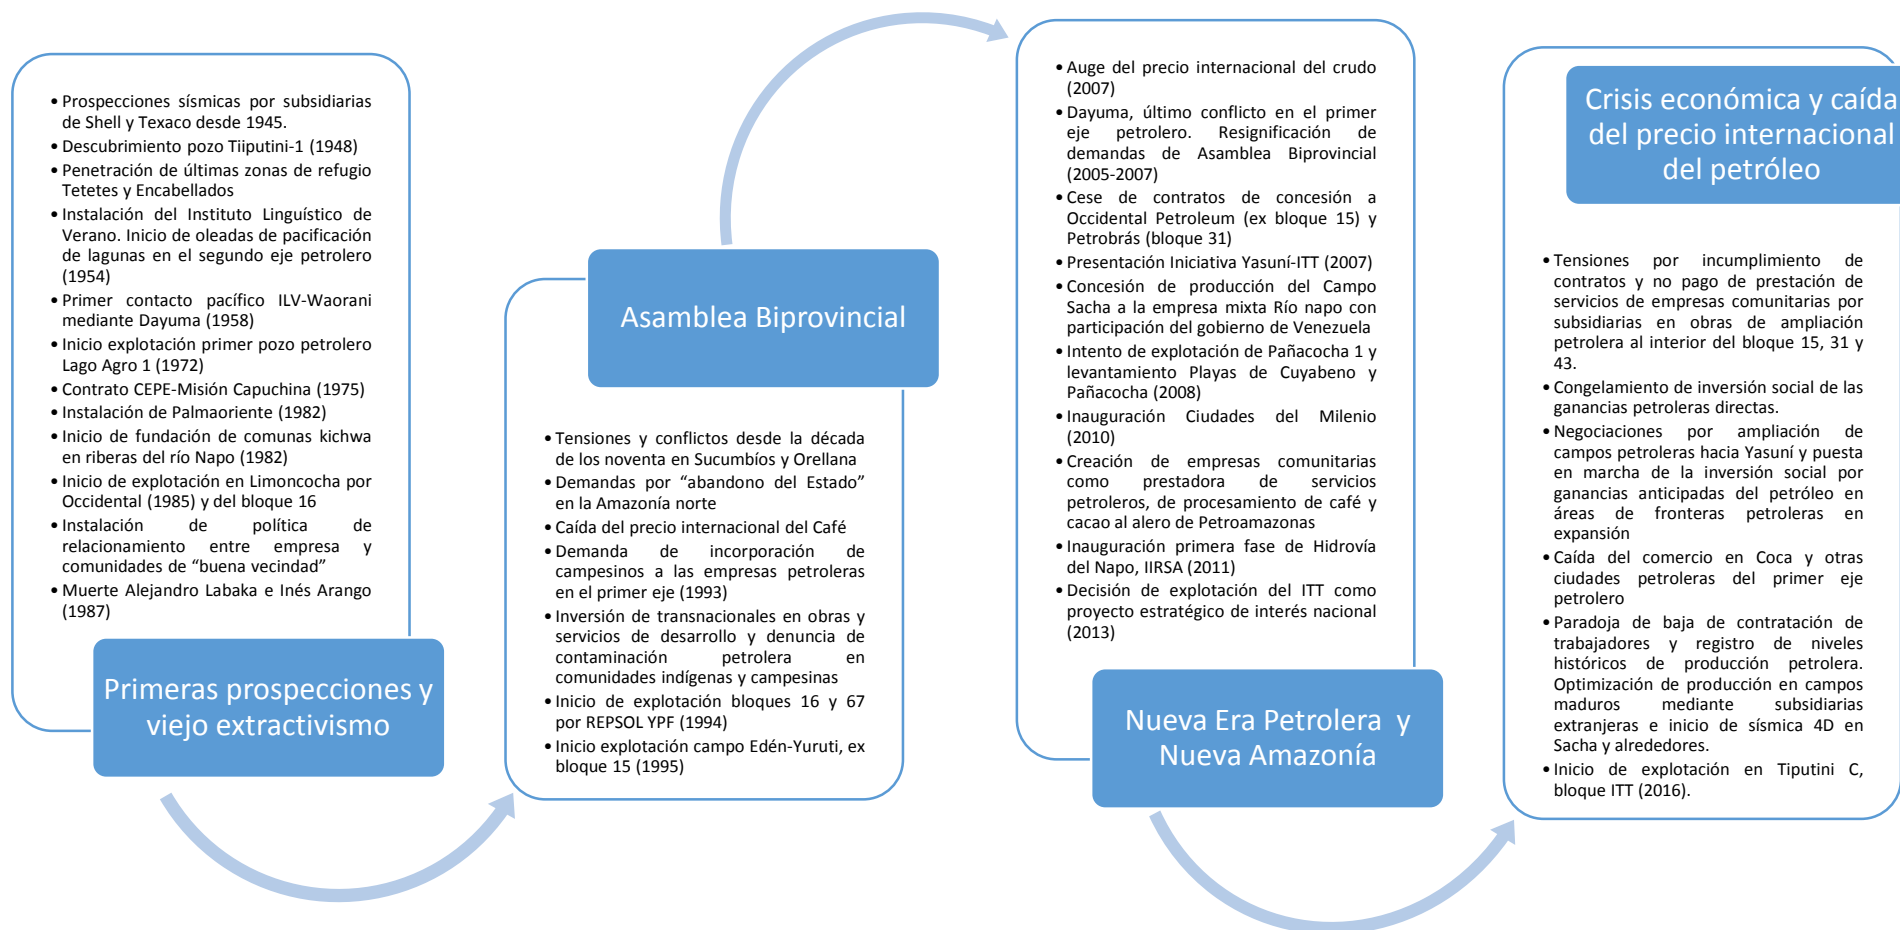 • Prospecciones sísmicas por subsidiarias
de Shell y Texaco desde 1945.
• Descubrimiento pozo Tiiputini-1 (1948)
• Penetración de últimas zonas de refugio
Tetetes y Encabellados
• Instalación del Instituto Linguístico de
Verano. Inicio de oleadas de pacificación
de lagunas en el segundo eje petrolero
(1954)
• Primer contacto pacífico ILV-Waorani
mediante Dayuma (1958)
• Inicio explotación primer pozo petrolero
Lago Agro 1 (1972)
• Contrato CEPE-Misión Capuchina (1975)
• Instalación de Palmaoriente (1982)
• Inicio de fundación de comunas kichwa
en riberas del río Napo (1982)
• Inicio de explotación en Limoncocha por
Occidental (1985) y del bloque 16
• Instalación de política de
relacionamiento entre empresa y
comunidades de “buena vecindad”
• Muerte Alejandro Labaka e Inés Arango
(1987)
Primeras prospecciones y
viejo extractivismo
Asamblea Biprovincial
• Tensiones y conflictos desde la década
de los noventa en Sucumbíos y Orellana
• Demandas por “abandono del Estado”
en la Amazonía norte
• Caída del precio internacional del Café
• Demanda de incorporación de
campesinos a las empresas petroleras
en el primer eje (1993)
• Inversión de transnacionales en obras y
servicios de desarrollo y denuncia de
contaminación petrolera en
comunidades indígenas y campesinas
• Inicio de explotación bloques 16 y 67
por REPSOL YPF (1994)
• Inicio explotación campo Edén-Yuruti, ex
bloque 15 (1995)
• Auge del precio internacional del crudo
(2007)
• Dayuma, último conflicto en el primer
eje petrolero. Resignificación de
demandas de Asamblea Biprovincial
(2005-2007)
• Cese de contratos de concesión a
Occidental Petroleum (ex bloque 15) y
Petrobrás (bloque 31)
• Presentación Iniciativa Yasuní-ITT (2007)
• Concesión de producción del Campo
Sacha a la empresa mixta Río napo con
participación del gobierno de Venezuela
• Intento de explotación de Pañacocha 1 y
levantamiento Playas de Cuyabeno y
Pañacocha (2008)
• Inauguración Ciudades del Milenio
(2010)
• Creación de empresas comunitarias
como prestadora de servicios
petroleros, de procesamiento de café y
cacao al alero de Petroamazonas
• Inauguración primera fase de Hidrovía
del Napo, IIRSA (2011)
• Decisión de explotación del ITT como
proyecto estratégico de interés nacional
(2013)
Nueva Era Petrolera y
Nueva Amazonía
Crisis económica y caída
del precio internacional
del petróleo
• Tensiones por incumplimiento de
contratos y no pago de prestación de
servicios de empresas comunitarias por
subsidiarias en obras de ampliación
petrolera al interior del bloque 15, 31 y
43.
• Congelamiento de inversión social de las
ganancias petroleras directas.
• Negociaciones por ampliación de
campos petroleras hacia Yasuní y puesta
en marcha de la inversión social por
ganancias anticipadas del petróleo en
áreas de fronteras petroleras en
expansión
• Caída del comercio en Coca y otras
ciudades petroleras del primer eje
petrolero
• Paradoja de baja de contratación de
trabajadores y registro de niveles
históricos de producción petrolera.
Optimización de producción en campos
maduros mediante subsidiarias
extranjeras e inicio de sísmica 4D en
Sacha y alrededores.
• Inicio de explotación en Tiputini C,
bloque ITT (2016).